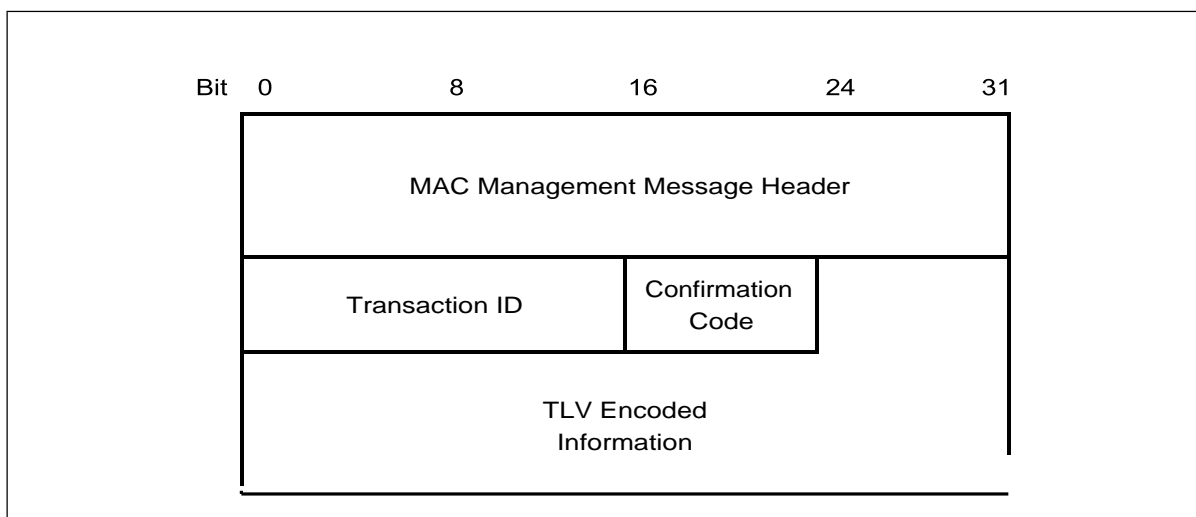 Bit 0 8 16 24 31
MAC Management Message Header
Transaction ID
Confirmation
Code
TLV Encoded
Information